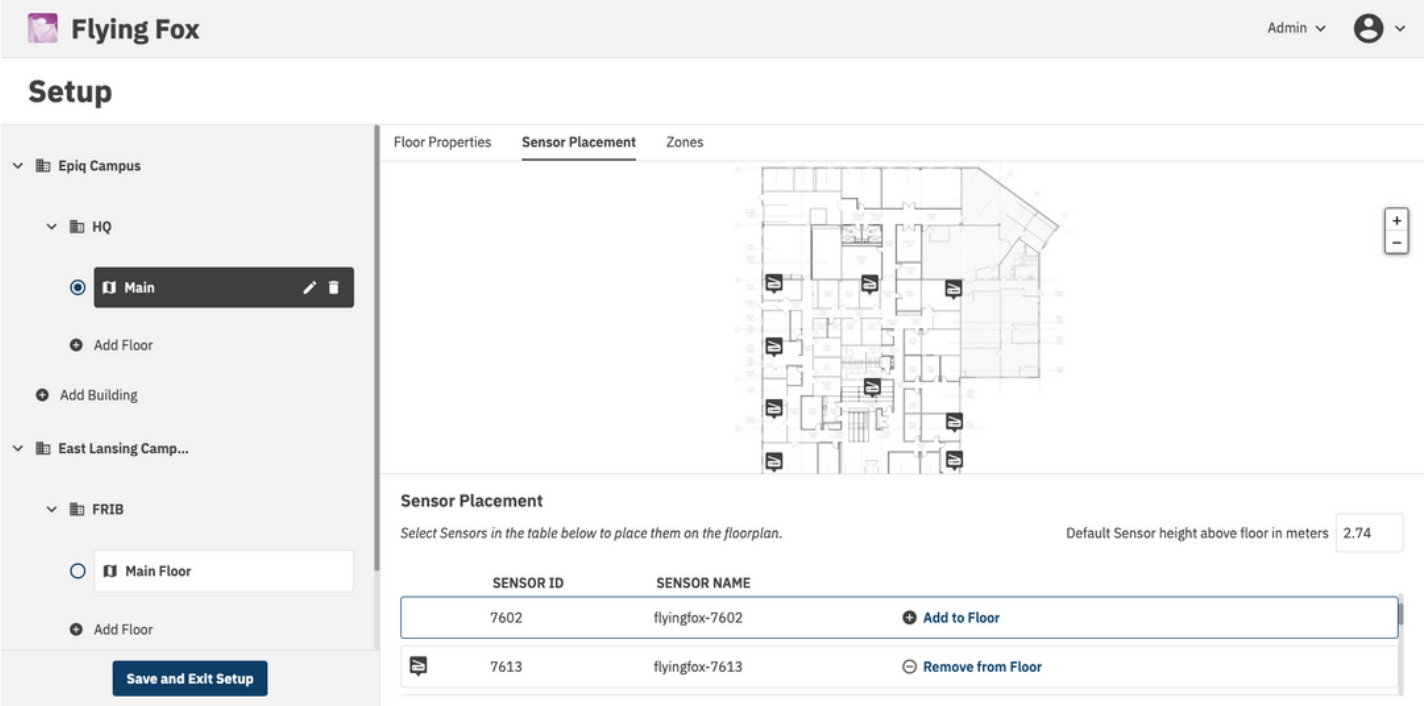 Flying Fox
Admin
Setup
Epiq Campus
HQ
Main
Add Floor
Add Building
East Lansing Camp...
FRIB
Main Floor
Add Floor
Save and Exit Setup
Floor Properties Sensor Placement Zones
+
−
Sensor Placement
Select Sensors in the table below to place them on the floorplan.
Default Sensor height above floor in meters 2.74
SENSOR ID SENSOR NAME
7602 flyingfox-7602 Add to Floor
7613 flyingfox-7613 Remove from Floor